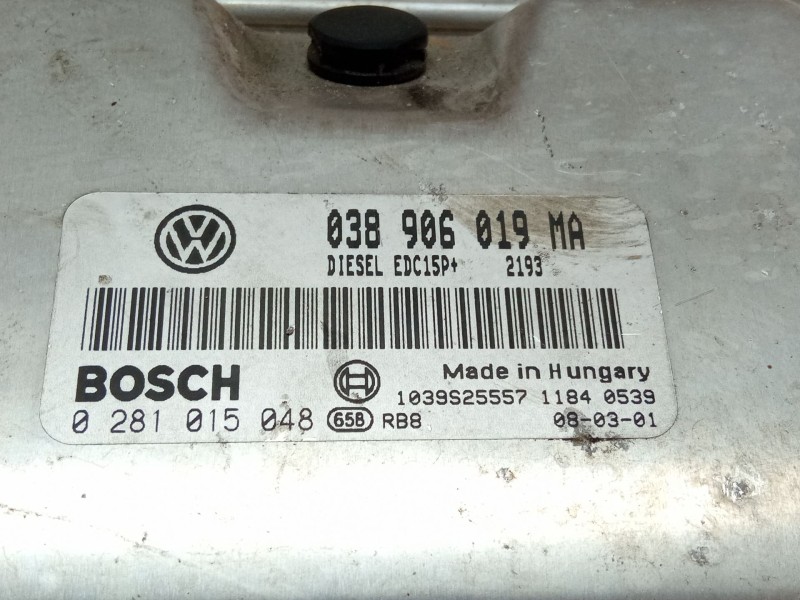 038 906 019 MA
DIESEL EDC15P+ 2193
BOSCH
Made in Hungary
1039S25557 1184 0539
0 281 015 048 65B RB8 08-03-01